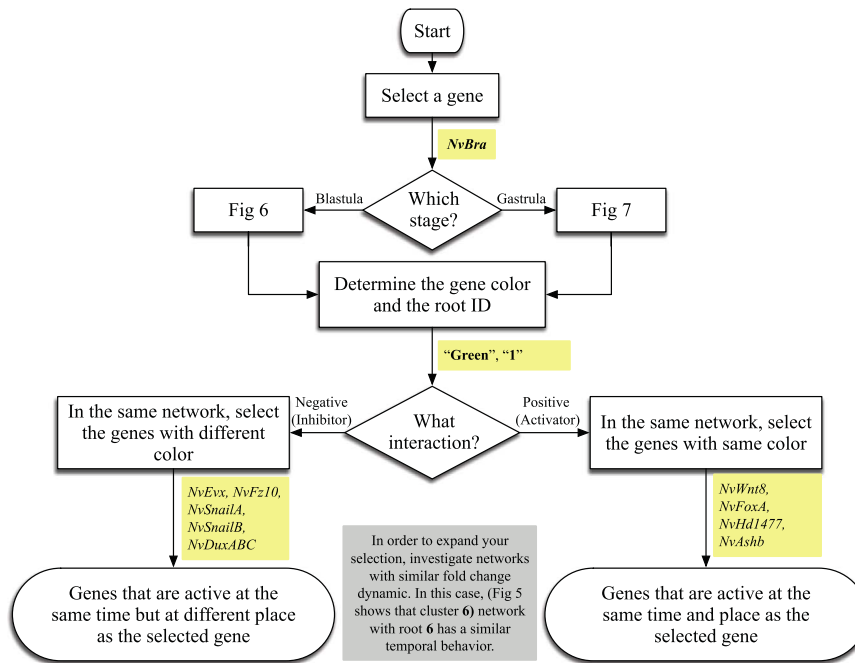 Start
Select a gene
NvBra
Which
stage?
Blastula
Gastrula
Fig 6
Fig 7
Determine the gene color
and the root ID
“Green”, “1”
What
interaction?
Negative
(Inhibitor)
Positive
(Activator)
In the same network, select
the genes with different
color
In the same network, select
the genes with same color
NvEvx, NvFz10,
NvSnailA,
NvSnailB,
NvDuxABC
NvWnt8,
NvFoxA,
NvHd1477,
NvAshb
Genes that are active at the
same time but at different place
as the selected gene
In order to expand your
selection, investigate networks
with similar fold change
dynamic. In this case, (Fig 5
shows that cluster 6) network
with root 6 has a similar
temporal behavior.
Genes that are active at the
same time and place as the
selected gene